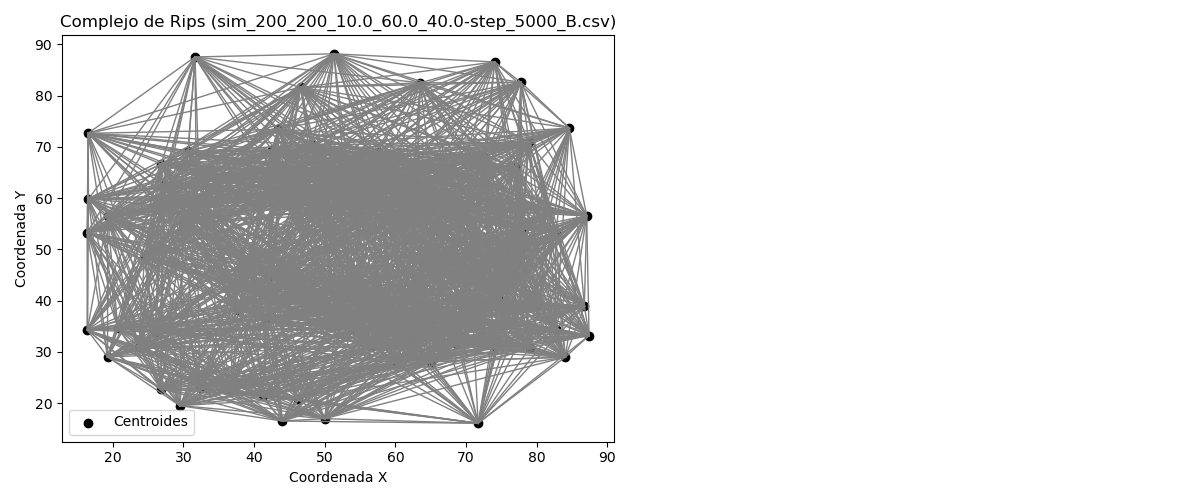 Complejo de Rips (sim_200_200_10.0_60.0_40.0-step_5000_B.csv)
90
80
70
60
50
40
30
20
Coordenada Y
Centroides
20 30 40 50 60 70 80 90
Coordenada X